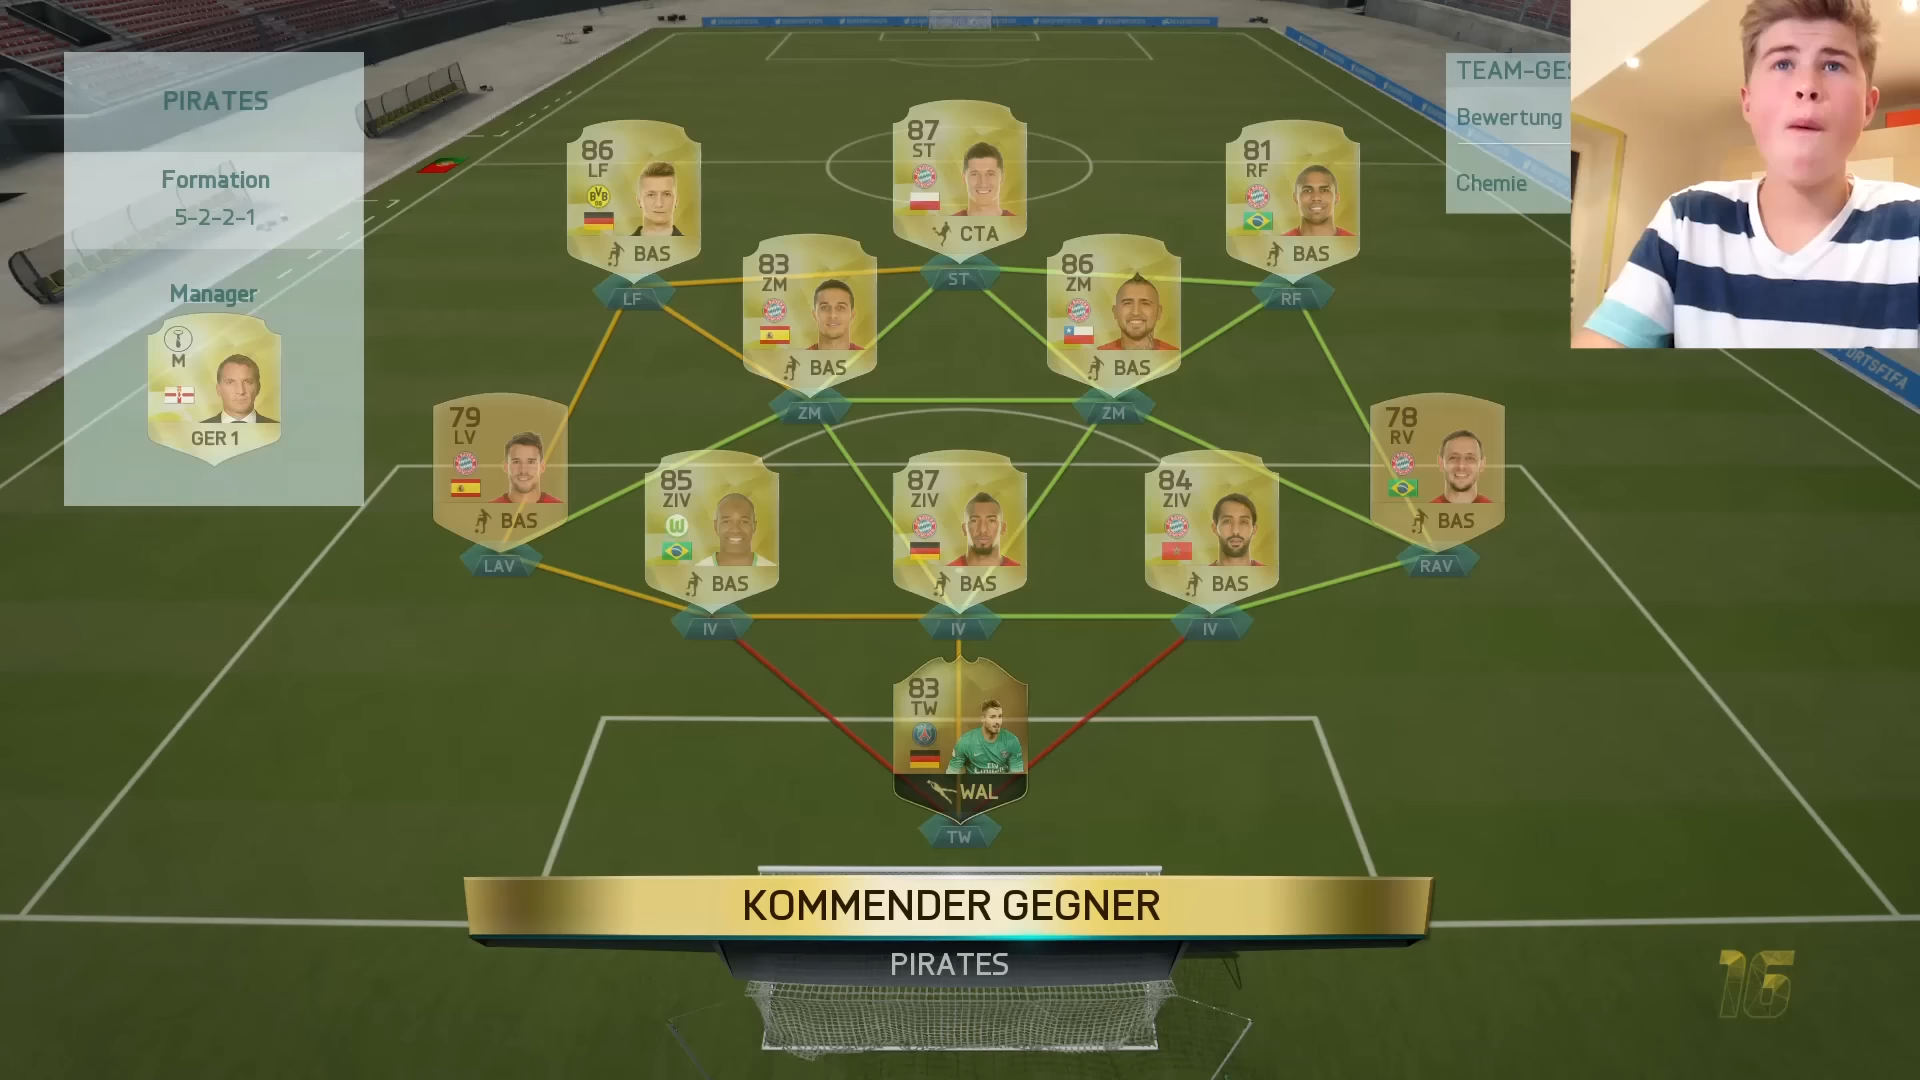 PIRATES
Formation
5-2-2-1
Manager
M
GER 1
TEAM-GES
Bewertung
Chemie
86
LF
BVB
09
BAS
LF
87
ST
CTA
ST
81
RF
BAS
RF
83
ZM
BAS
ZM
86
ZM
BAS
ZM
79
LV
BAS
LAV
85
ZIV
W
BAS
IV
87
ZIV
BAS
IV
84
ZIV
BAS
IV
78
RV
BAS
RAV
83
TW
WAL
TW
KOMMENDER GEGNER
PIRATES
16